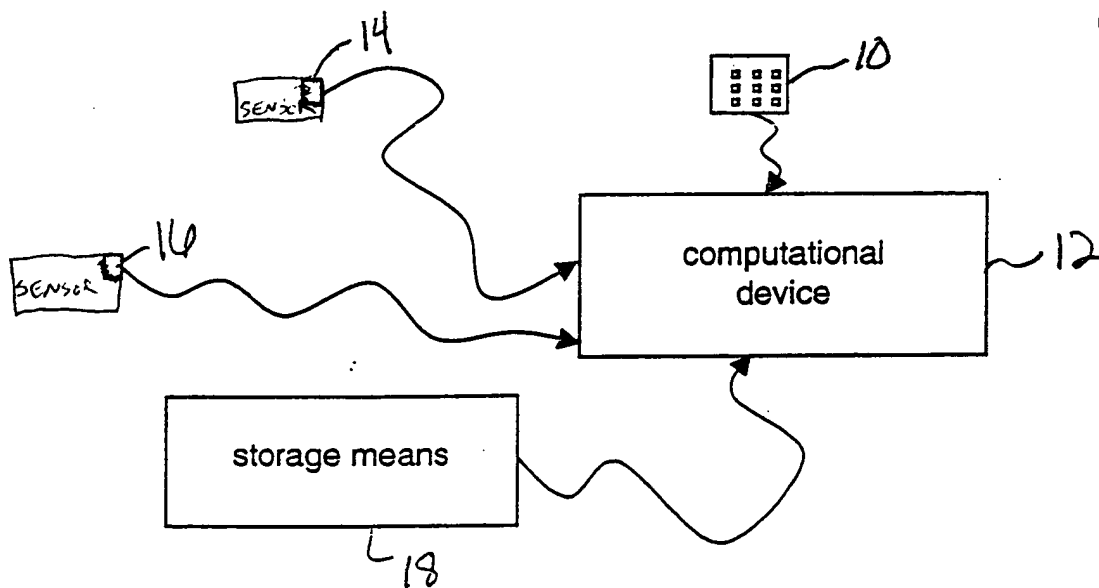 14
10
SENSOR
computational
device
12
16
SENSOR
storage means
18